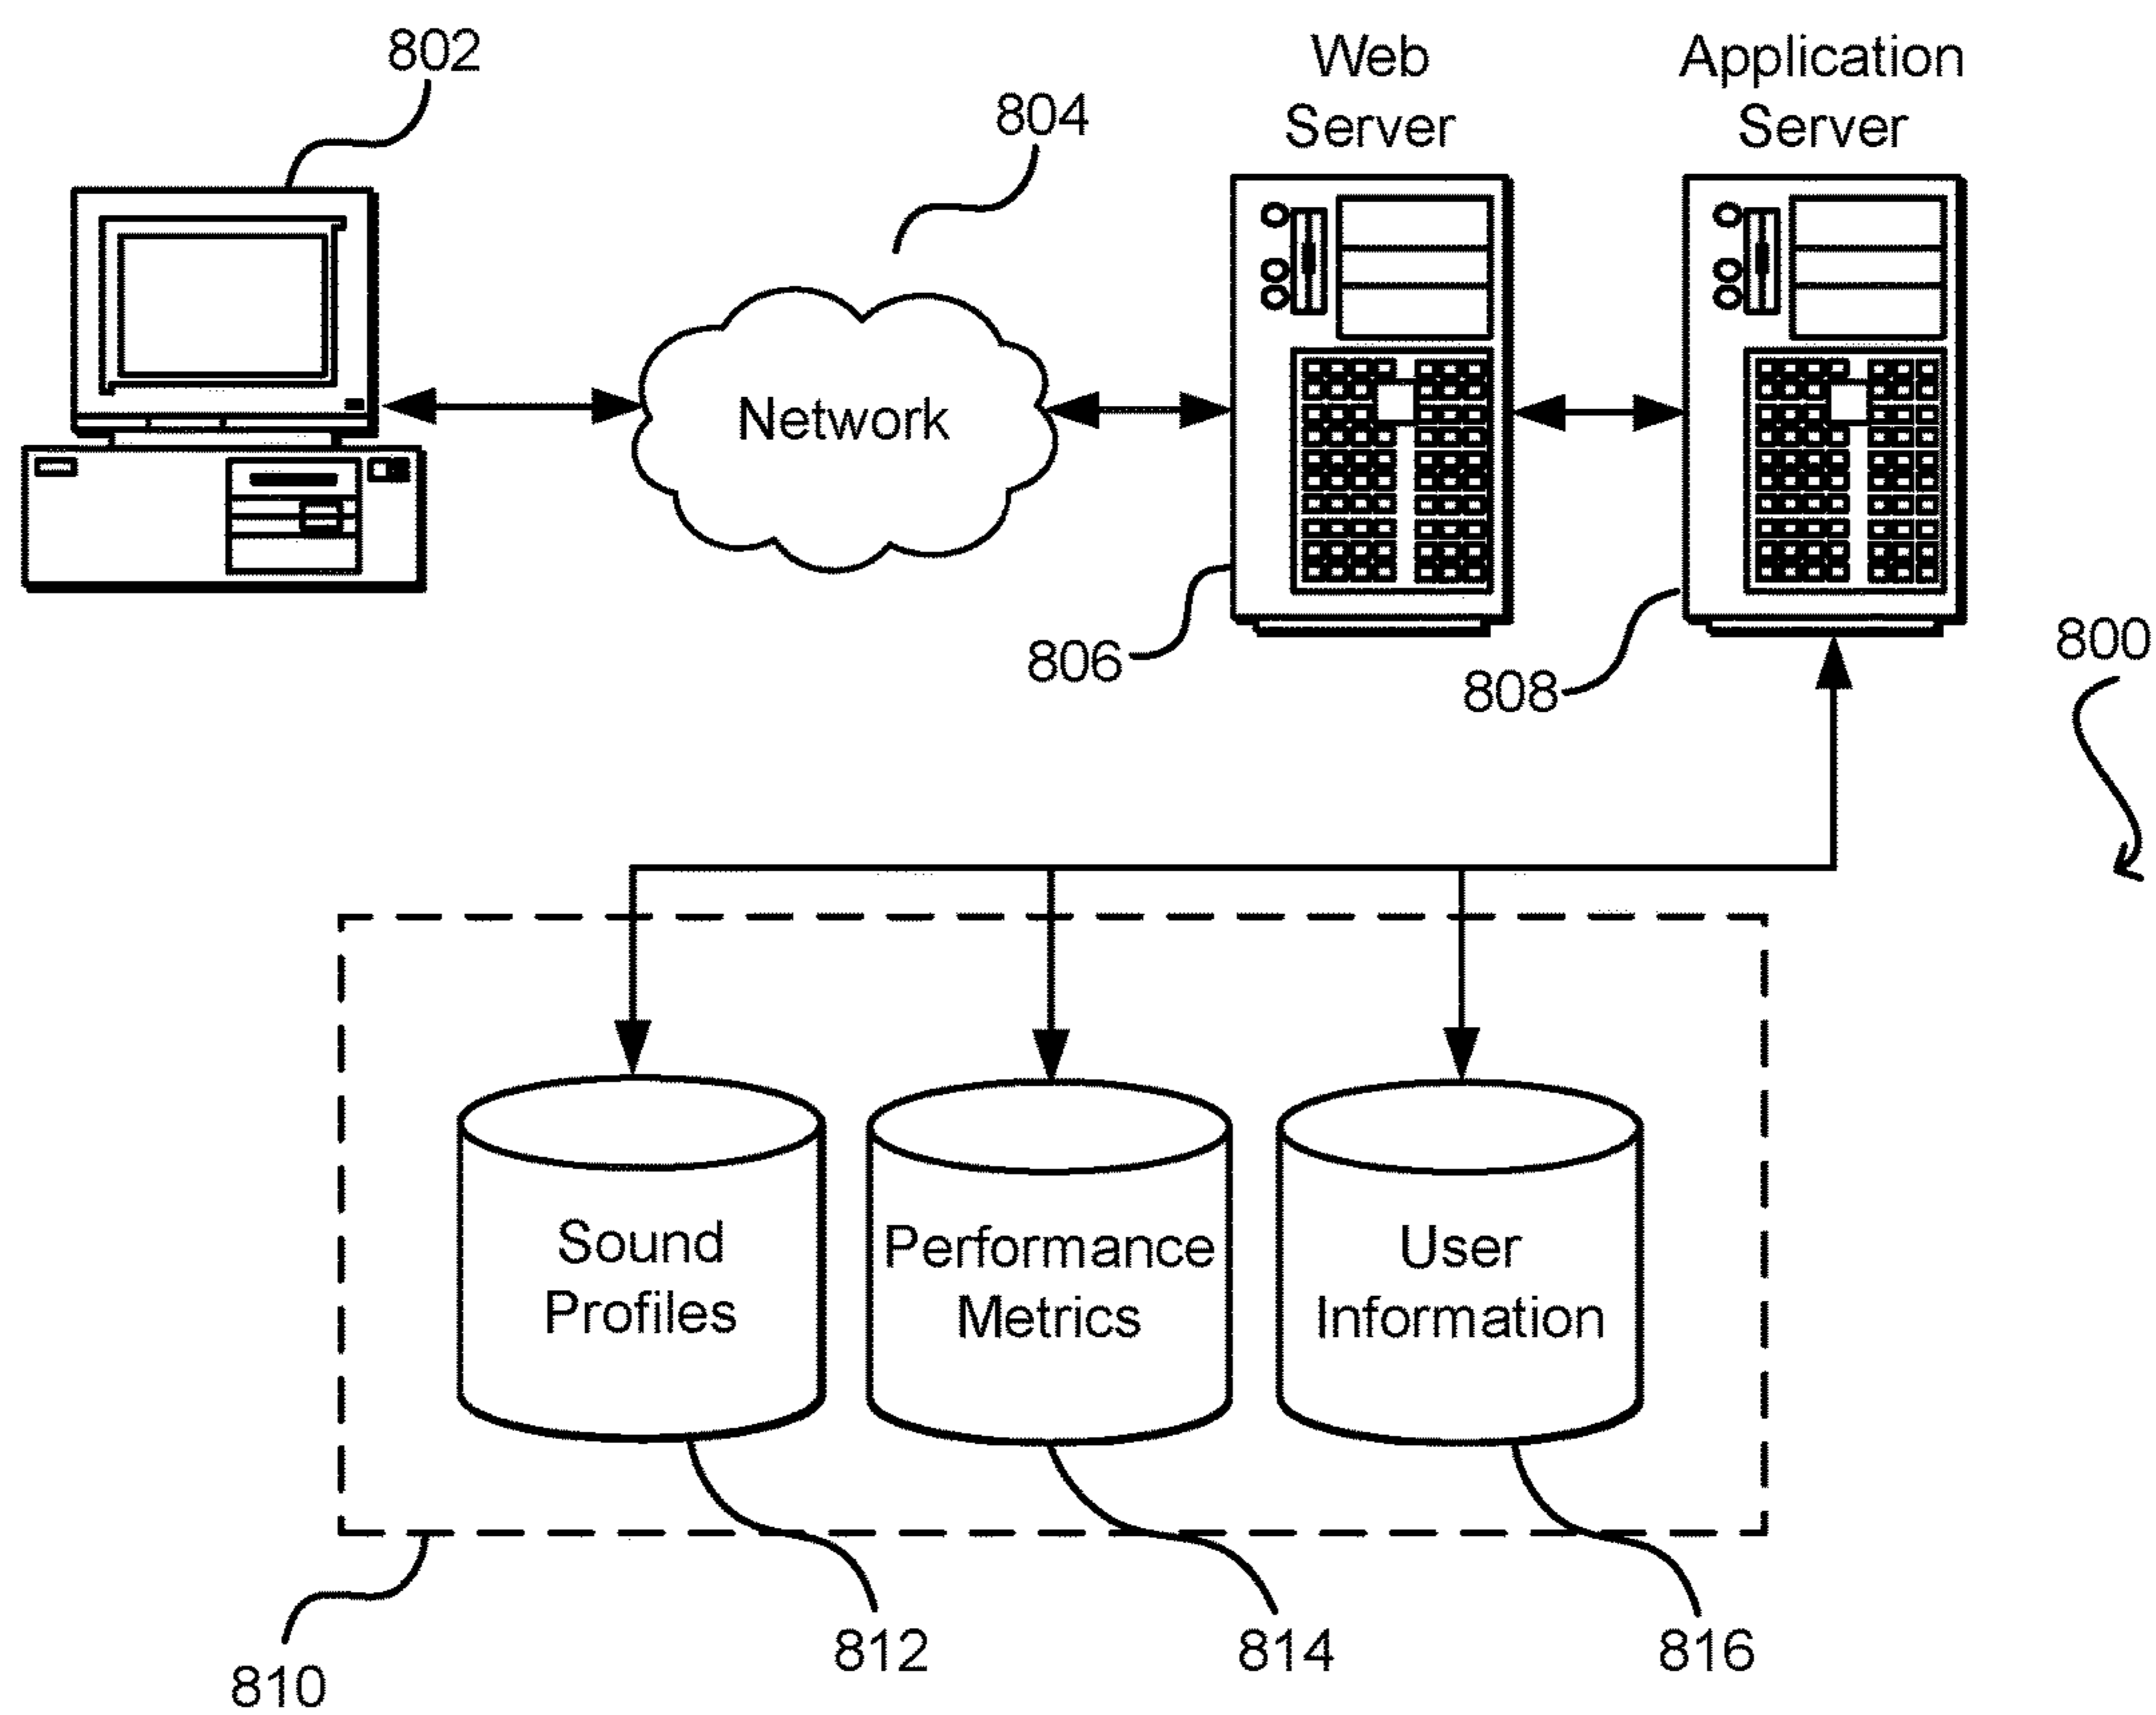 802
804
Web
Server
Application
Server
Network
806
808
800
Sound
Profiles
Performance
Metrics
User
Information
810
812
814
816